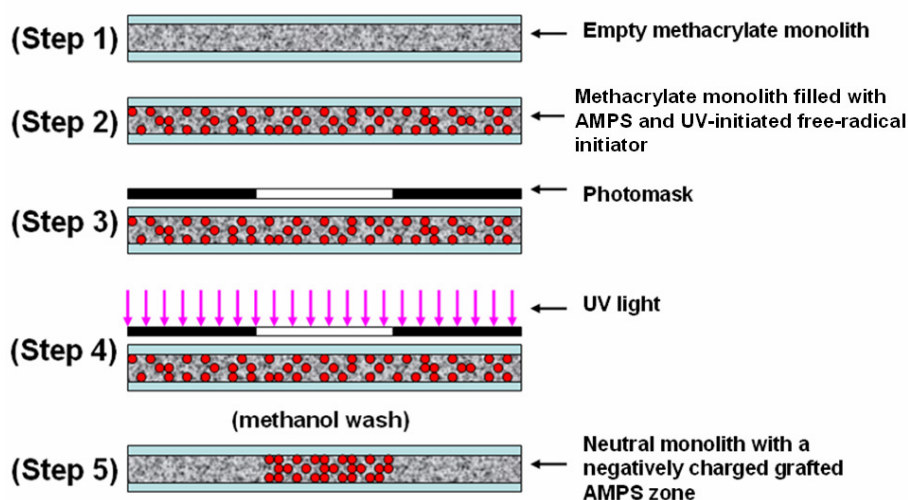 (Step 1)
Empty methacrylate monolith
(Step 2)
Methacrylate monolith filled with
AMPS and UV-initiated free-radical
initiator
(Step 3)
Photomask
(Step 4)
UV light
(methanol wash)
(Step 5)
Neutral monolith with a
negatively charged grafted
AMPS zone